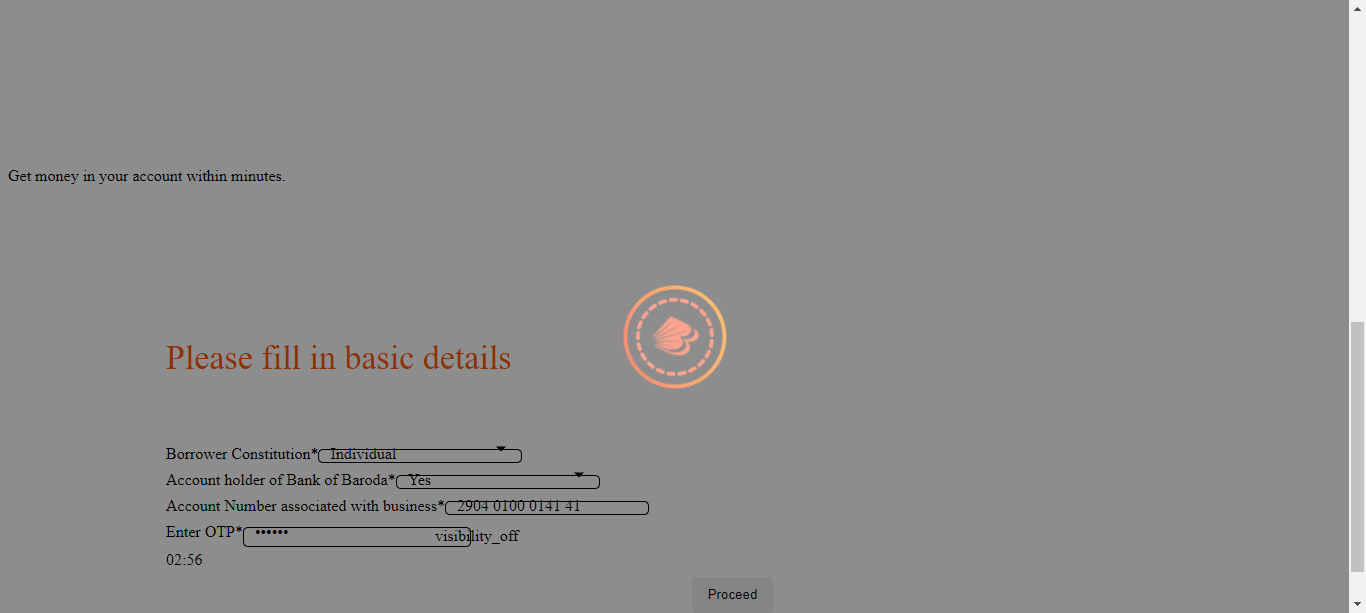 Get money in your account within minutes.
Please fill in basic details
Borrower Constitution* Individual
Account holder of Bank of Baroda* Yes
Account Number associated with business* 2904 0100 0141 41
Enter OTP* •••••• visibility_off
02:56
Proceed